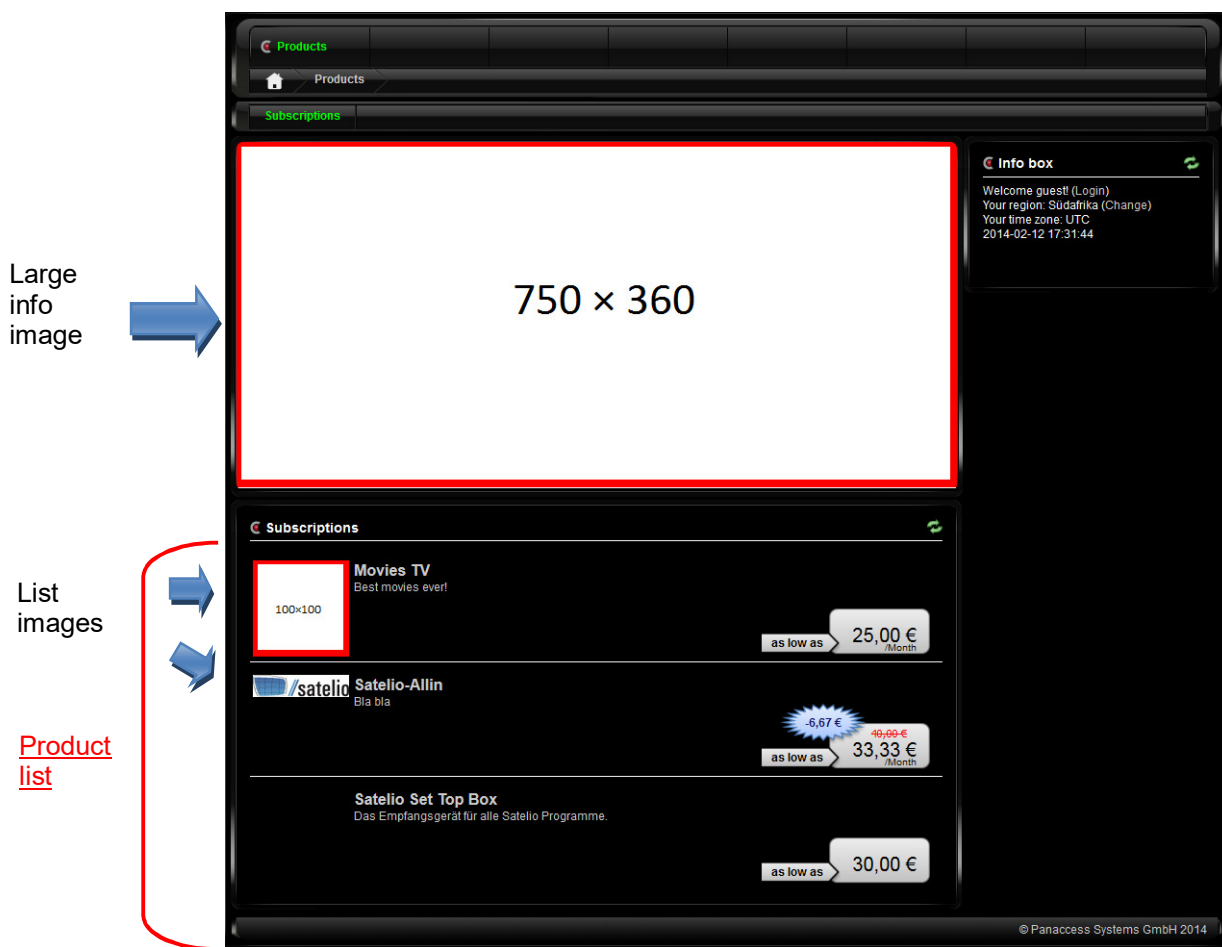 Products
Products
Subscriptions
Large
info
image
750 × 360
Info box
Welcome guest! (Login)
Your region: Südafrika (Change)
Your time zone: UTC
2014-02-12 17:31:44
Subscriptions
List
images
100×100
Movies TV
Best movies ever!
as low as
25,00 €
/Month
/satelio
Satelio-Allin
Bla bla
-6,67 €
40,00 €
as low as
33,33 €
/Month
Product
list
Satelio Set Top Box
Das Empfangsgerät für alle Satelio Programme.
as low as
30,00 €
© Panaccess Systems GmbH 2014